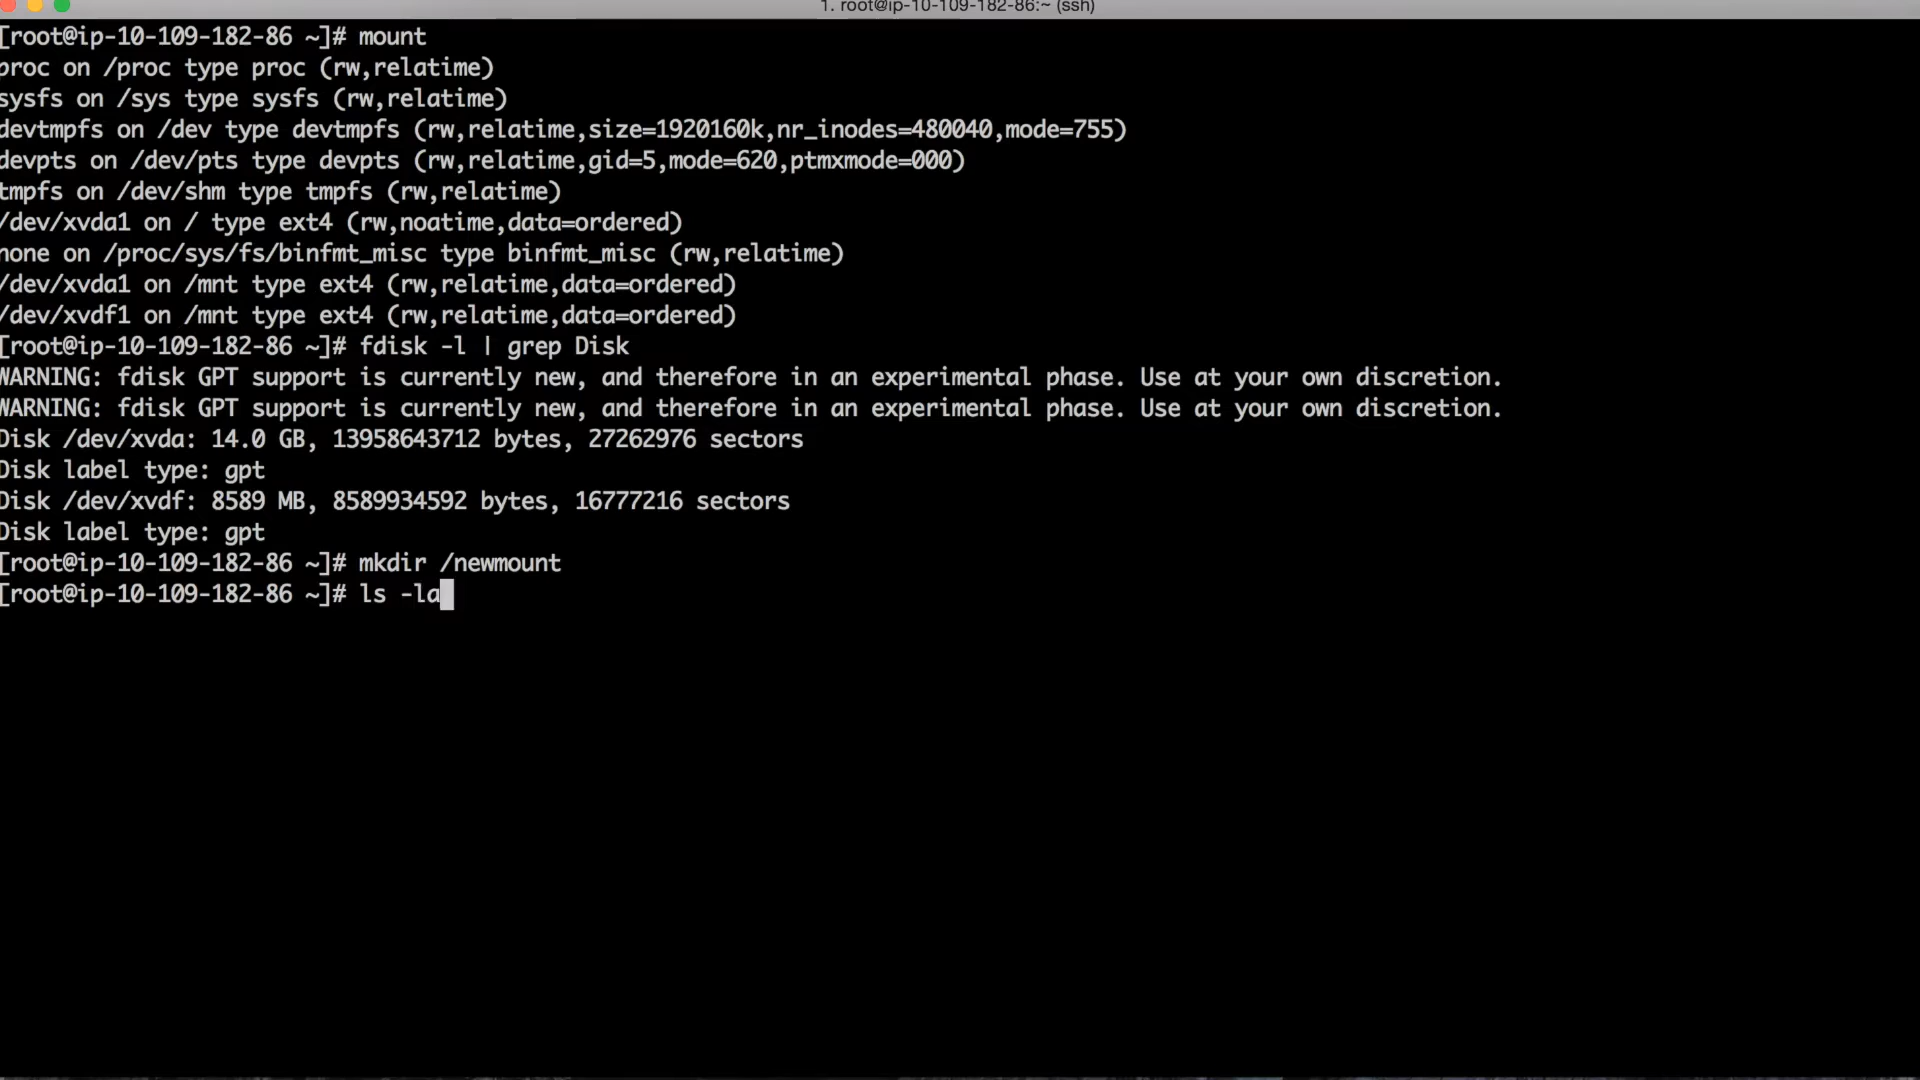 1. root@ip-10-109-182-86:~ (ssh)
[root@ip-10-109-182-86 ~]# mount
proc on /proc type proc (rw,relatime)
sysfs on /sys type sysfs (rw,relatime)
devtmpfs on /dev type devtmpfs (rw,relatime,size=1920160k,nr_inodes=480040,mode=755)
devpts on /dev/pts type devpts (rw,relatime,gid=5,mode=620,ptmxmode=000)
tmpfs on /dev/shm type tmpfs (rw,relatime)
/dev/xvda1 on / type ext4 (rw,noatime,data=ordered)
none on /proc/sys/fs/binfmt_misc type binfmt_misc (rw,relatime)
/dev/xvda1 on /mnt type ext4 (rw,relatime,data=ordered)
/dev/xvdf1 on /mnt type ext4 (rw,relatime,data=ordered)
[root@ip-10-109-182-86 ~]# fdisk -l | grep Disk
WARNING: fdisk GPT support is currently new, and therefore in an experimental phase. Use at your own discretion.
WARNING: fdisk GPT support is currently new, and therefore in an experimental phase. Use at your own discretion.
Disk /dev/xvda: 14.0 GB, 13958643712 bytes, 27262976 sectors
Disk label type: gpt
Disk /dev/xvdf: 8589 MB, 8589934592 bytes, 16777216 sectors
Disk label type: gpt
[root@ip-10-109-182-86 ~]# mkdir /newmount
[root@ip-10-109-182-86 ~]# ls -la